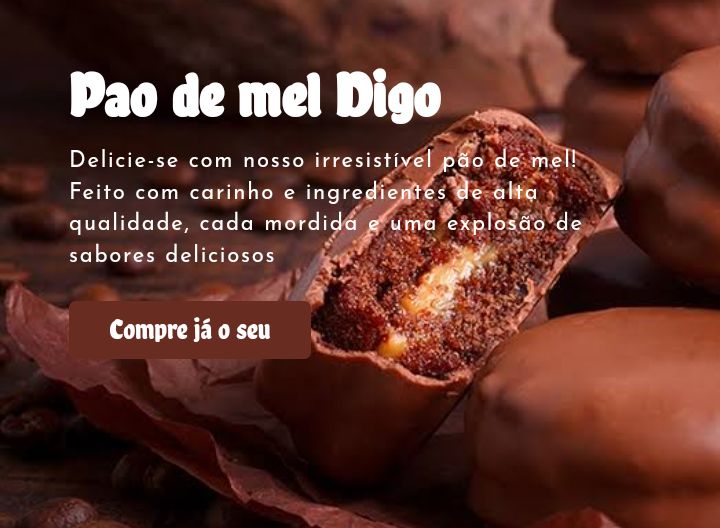 Pao de mel Digo
Delicie-se com nosso irresistível pão de mel!
Feito com carinho e ingredientes de alta
qualidade, cada mordida e uma explosão de
sabores deliciosos
Compre já o seu